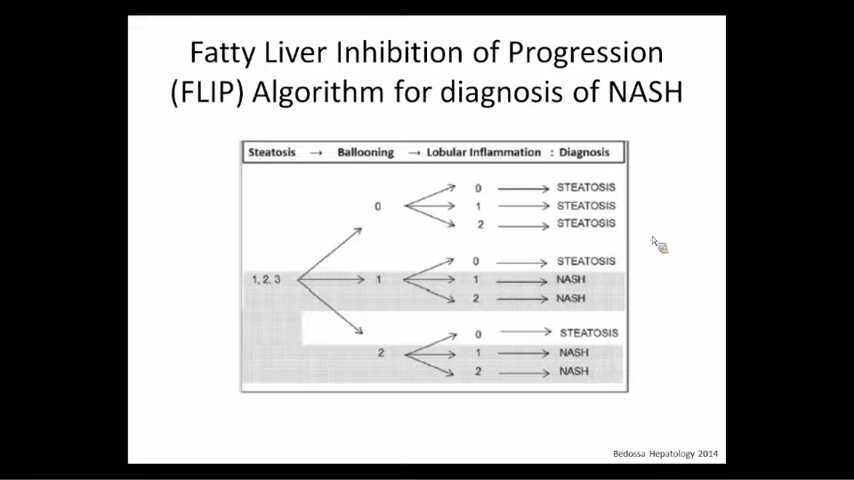 Fatty Liver Inhibition of Progression
(FLIP) Algorithm for diagnosis of NASH
Steatosis → Ballooning → Lobular Inflammation : Diagnosis
0 STEATOSIS
0 1 STEATOSIS
2 STEATOSIS
0 STEATOSIS
1, 2, 3 1 1 NASH
2 NASH
0 STEATOSIS
2 1 NASH
2 NASH
Bedossa Hepatology 2014